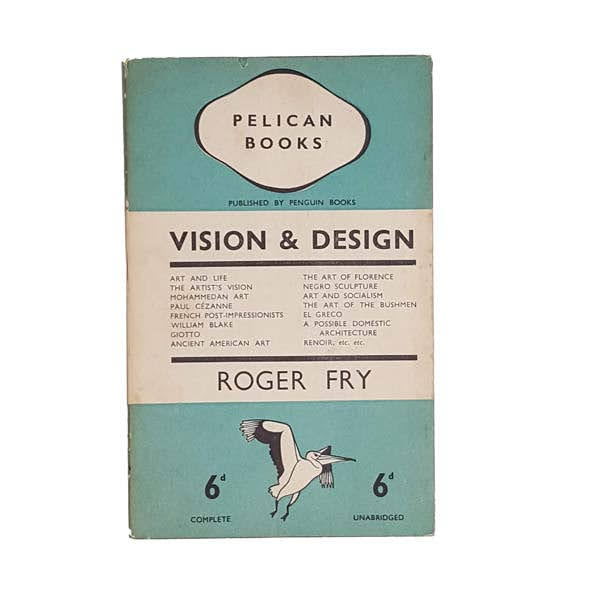 PELICAN
BOOKS
PUBLISHED BY PENGUIN BOOKS
VISION & DESIGN
ART AND LIFE
THE ARTIST'S VISION
MOHAMMEDAN ART
PAUL CÉZANNE
FRENCH POST-IMPRESSIONISTS
WILLIAM BLAKE
GIOTTO
ANCIENT AMERICAN ART
THE ART OF FLORENCE
NEGRO SCULPTURE
ART AND SOCIALISM
THE ART OF THE BUSHMEN
EL GRECO
A POSSIBLE DOMESTIC
ARCHITECTURE
RENOIR, etc. etc.
ROGER FRY
6d
COMPLETE
6d
UNABRIDGED